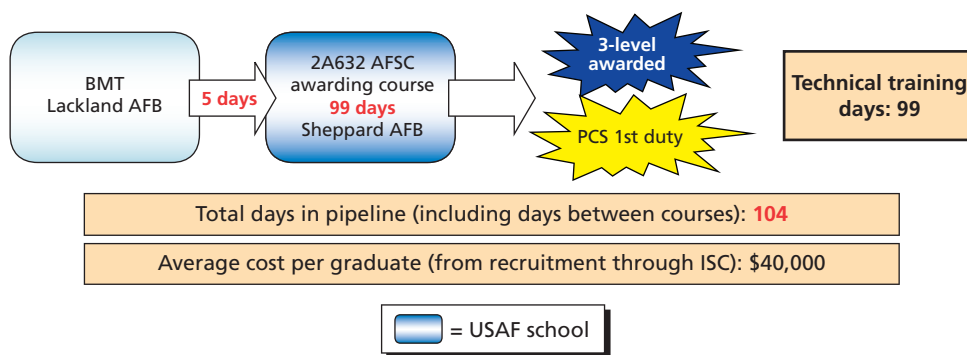 BMT
Lackland AFB
5 days
2A632 AFSC
awarding course
99 days
Sheppard AFB
3-level
awarded
PCS 1st duty
Technical training
days: 99
Total days in pipeline (including days between courses): 104
Average cost per graduate (from recruitment through ISC): $40,000
= USAF school